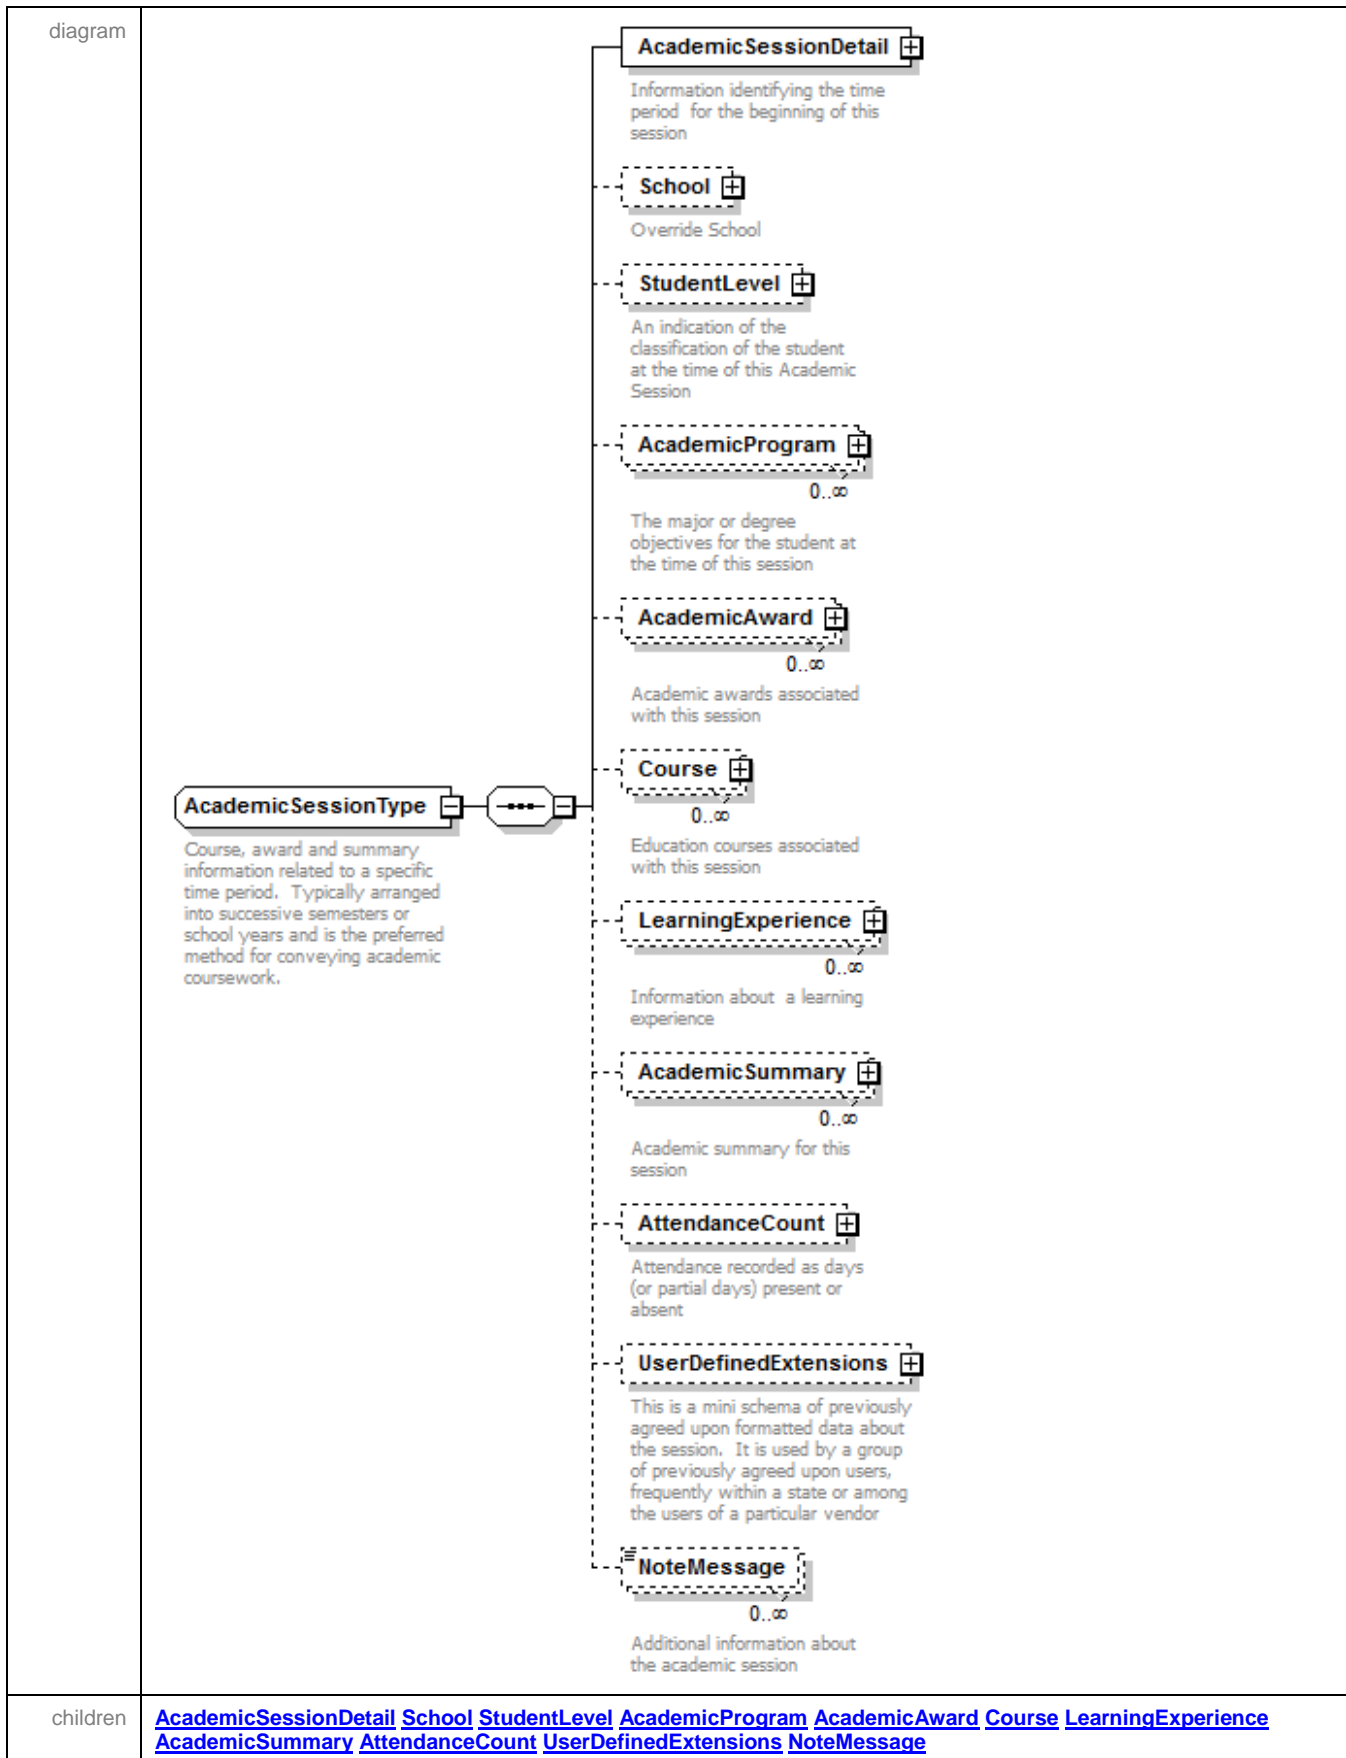 diagram
AcademicSessionDetail
Information identifying the time
period for the beginning of this
session
School
Override School
StudentLevel
An indication of the
classification of the student
at the time of this Academic
Session
AcademicProgram
0..∞
The major or degree
objectives for the student at
the time of this session
AcademicAward
0..∞
Academic awards associated
with this session
Course
0..∞
Education courses associated
with this session
AcademicSessionType
Course, award and summary
information related to a specific
time period. Typically arranged
into successive semesters or
school years and is the preferred
method for conveying academic
coursework.
LearningExperience
0..∞
Information about a learning
experience
AcademicSummary
0..∞
Academic summary for this
session
AttendanceCount
Attendance recorded as days
(or partial days) present or
absent
UserDefinedExtensions
This is a mini schema of previously
agreed upon formatted data about
the session. It is used by a group
of previously agreed upon users,
frequently within a state or among
the users of a particular vendor
NoteMessage
0..∞
Additional information about
the academic session
children
AcademicSessionDetail School StudentLevel AcademicProgram AcademicAward Course LearningExperience
AcademicSummary AttendanceCount UserDefinedExtensions NoteMessage